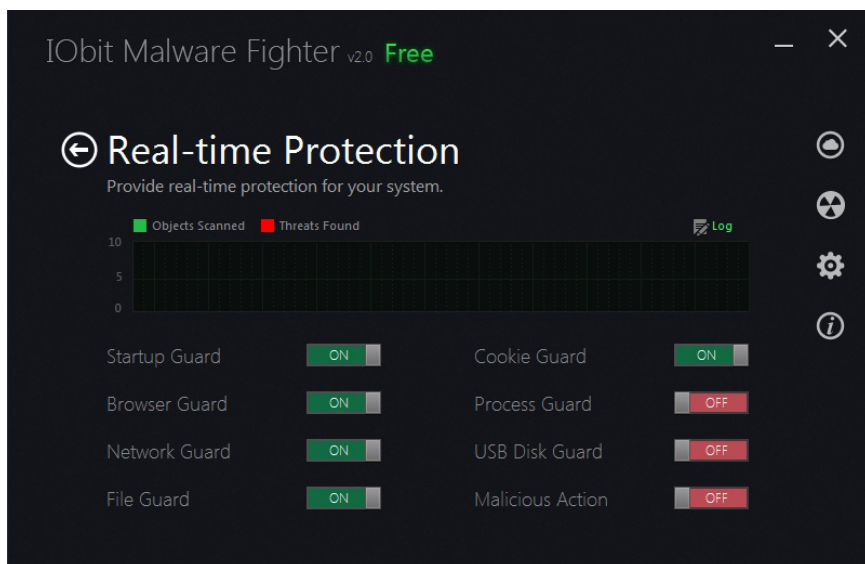 IObit Malware Fighter v2.0 Free
Real-time Protection
Provide real-time protection for your system.
Objects Scanned Threats Found Log
10
5
0
Startup Guard ON Cookie Guard ON
Browser Guard ON Process Guard OFF
Network Guard ON USB Disk Guard OFF
File Guard ON Malicious Action OFF